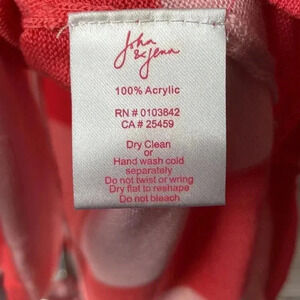 John
& Jenn
100% Acrylic
RN # 0103842
CA # 25459
Dry Clean
or
Hand wash cold
separately
Do not twist or wring
Dry flat to reshape
Do not bleach